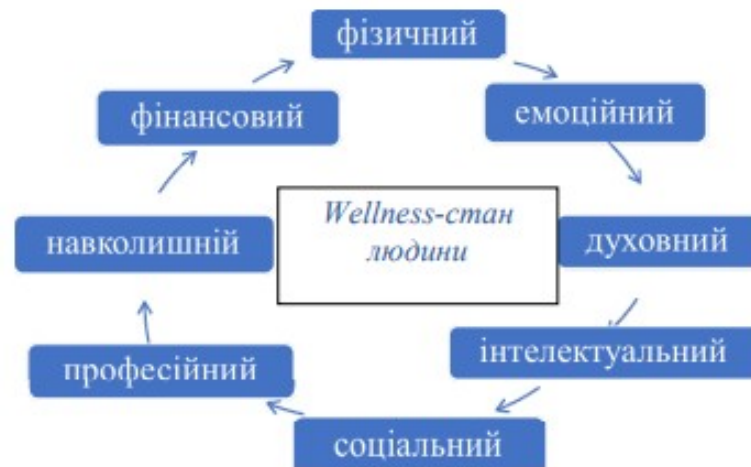 фізичний
емоційний
духовний
інтелектуальний
соціальний
професійний
навколишній
фінансовий
Wellness-стан
людини